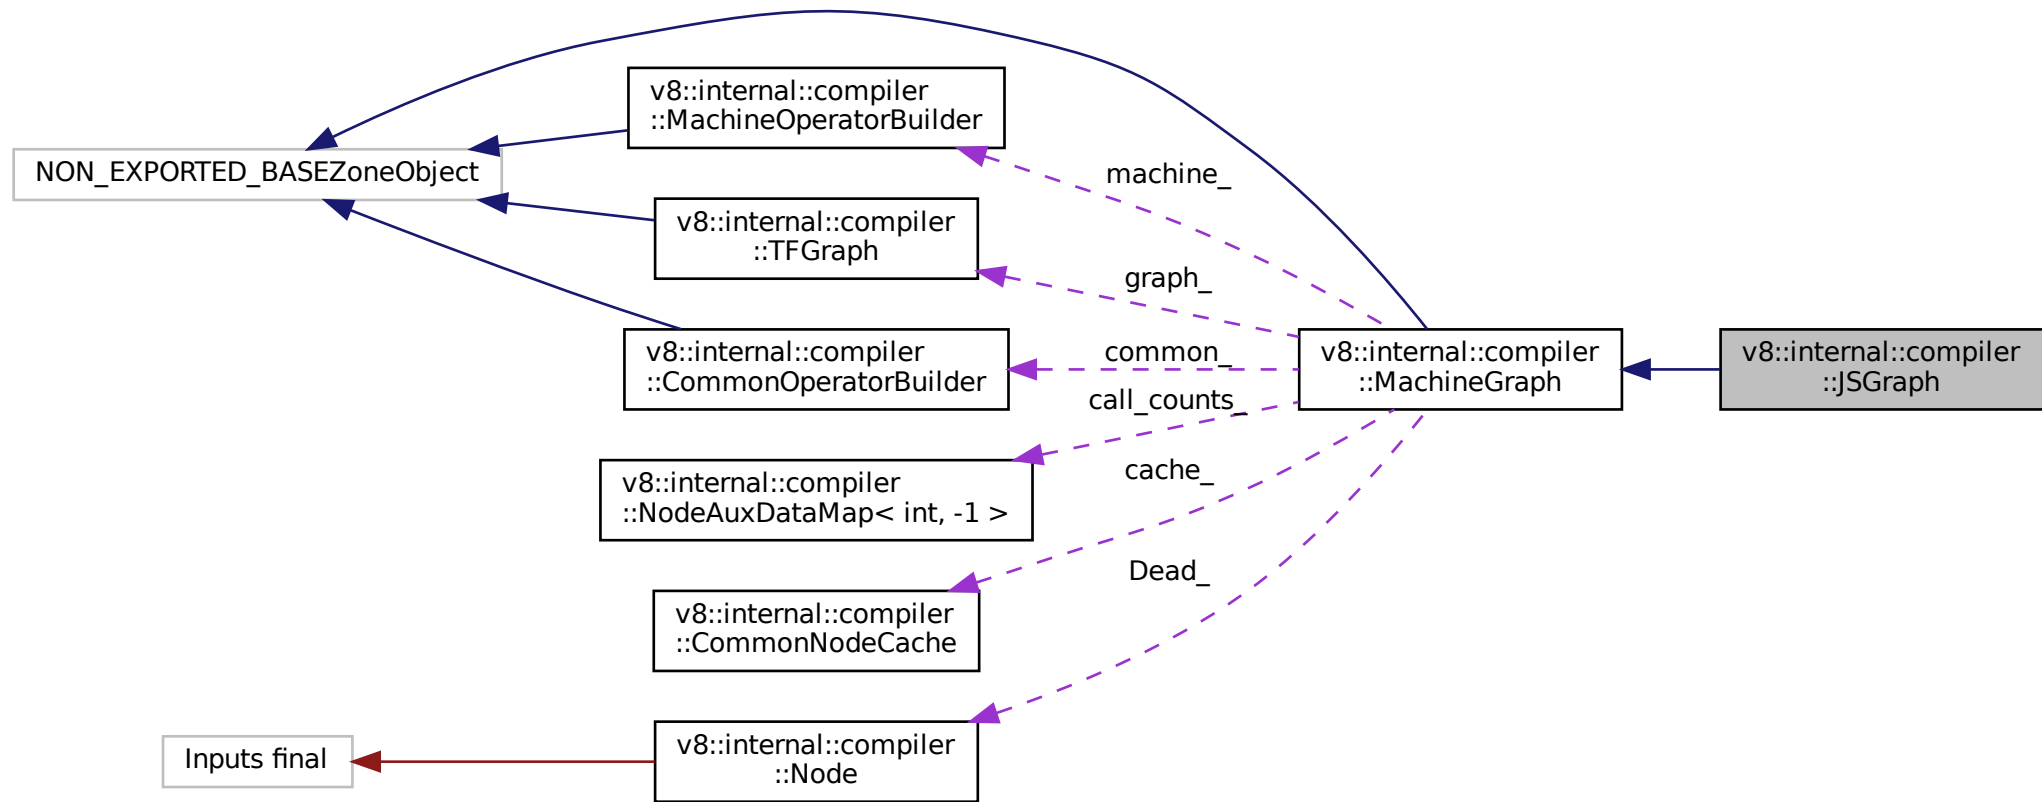 v8::internal::compiler
::MachineOperatorBuilder
NON_EXPORTED_BASEZoneObject
machine_
v8::internal::compiler
::TFGraph
graph_
v8::internal::compiler
::CommonOperatorBuilder
common_
v8::internal::compiler
::MachineGraph
v8::internal::compiler
::JSGraph
call_counts_
v8::internal::compiler
::NodeAuxDataMap< int, -1 >
cache_
v8::internal::compiler
::CommonNodeCache
Dead_
Inputs final
v8::internal::compiler
::Node